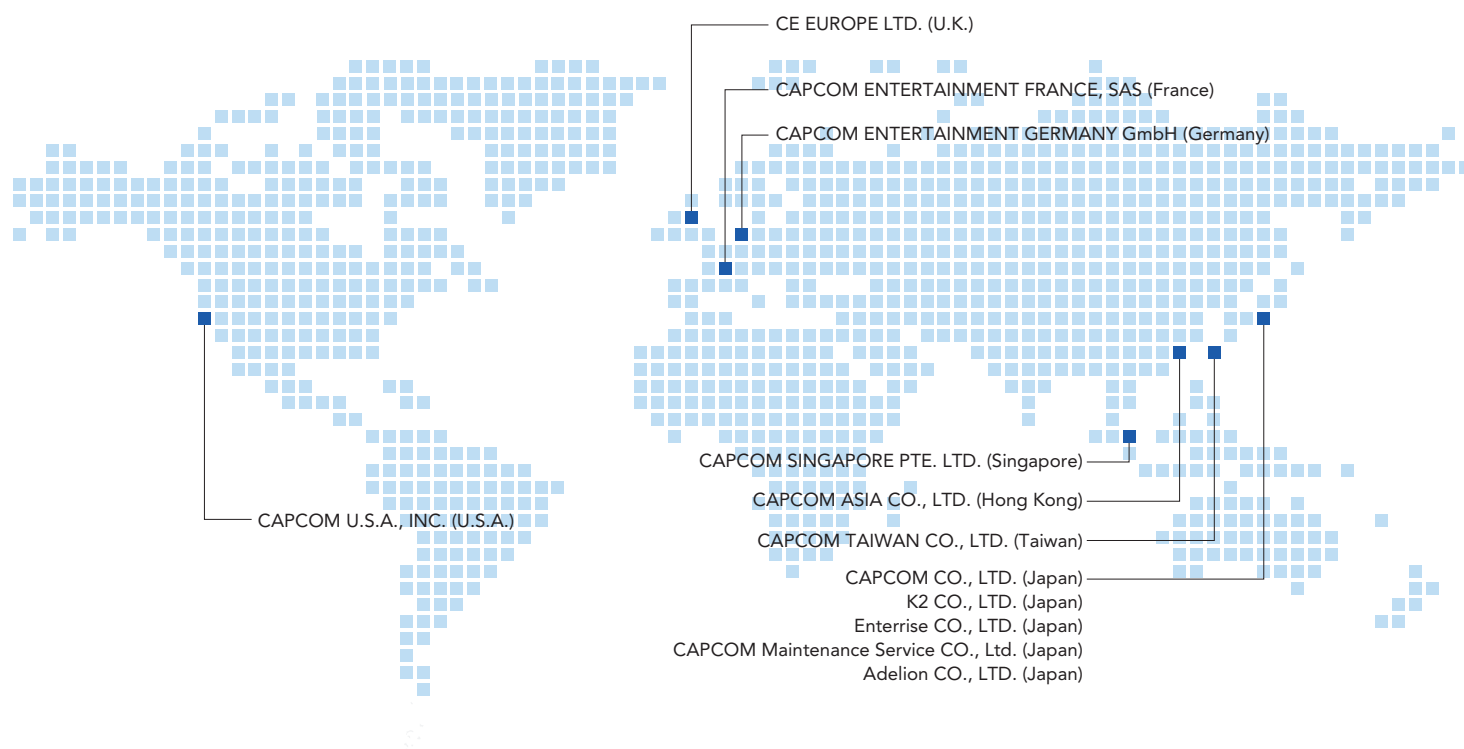 CE EUROPE LTD. (U.K.)
CAPCOM ENTERTAINMENT FRANCE, SAS (France)
CAPCOM ENTERTAINMENT GERMANY GmbH (Germany)
CAPCOM SINGAPORE PTE. LTD. (Singapore)
CAPCOM ASIA CO., LTD. (Hong Kong)
CAPCOM U.S.A., INC. (U.S.A.)
CAPCOM TAIWAN CO., LTD. (Taiwan)
CAPCOM CO., LTD. (Japan)
K2 CO., LTD. (Japan)
Enterrise CO., LTD. (Japan)
CAPCOM Maintenance Service CO., Ltd. (Japan)
Adelion CO., LTD. (Japan)